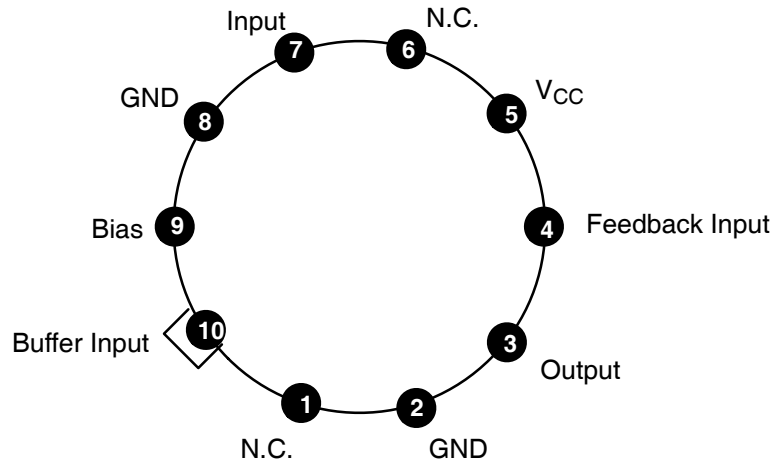 Input
N.C.
7
6
GND
V_CC
8
5
Bias
9
4
Feedback Input
Buffer Input
10
3
Output
1
2
N.C.
GND